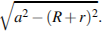 √(a² − (R + r)²).